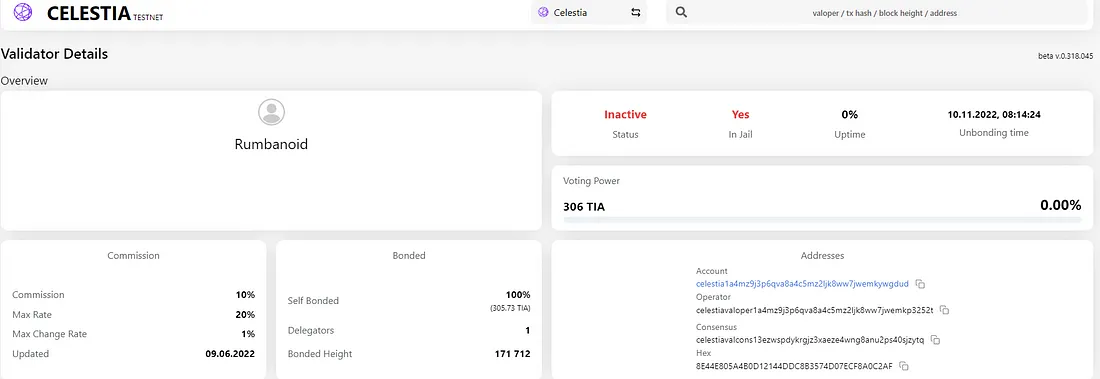 CELESTIA TESTNET
Celestia
valoper / tx hash / block height / address
Validator Details
beta v.0.318.045
Overview
Rumbanoid
Inactive
Status
Yes
In Jail
0%
Uptime
10.11.2022, 08:14:24
Unbonding time
Voting Power
306 TIA
0.00%
Commission
Commission 10%
Max Rate 20%
Max Change Rate 1%
Updated 09.06.2022
Bonded
Self Bonded 100%
(305.73 TIA)
Delegators 1
Bonded Height 171 712
Addresses
Account
celestia1a4mz9j3p6qva8a4c5mz2ljk8ww7jwemkywgdud
Operator
celestiavaloper1a4mz9j3p6qva8a4c5mz2ljk8ww7jwemkp3252t
Consensus
celestiavalcons13ezwspdykrgjz3xaeze4wng8anu2ps40sjzytq
Hex
8E44E805A4B0D12144DDC8B3574D07ECF8A0C2AF